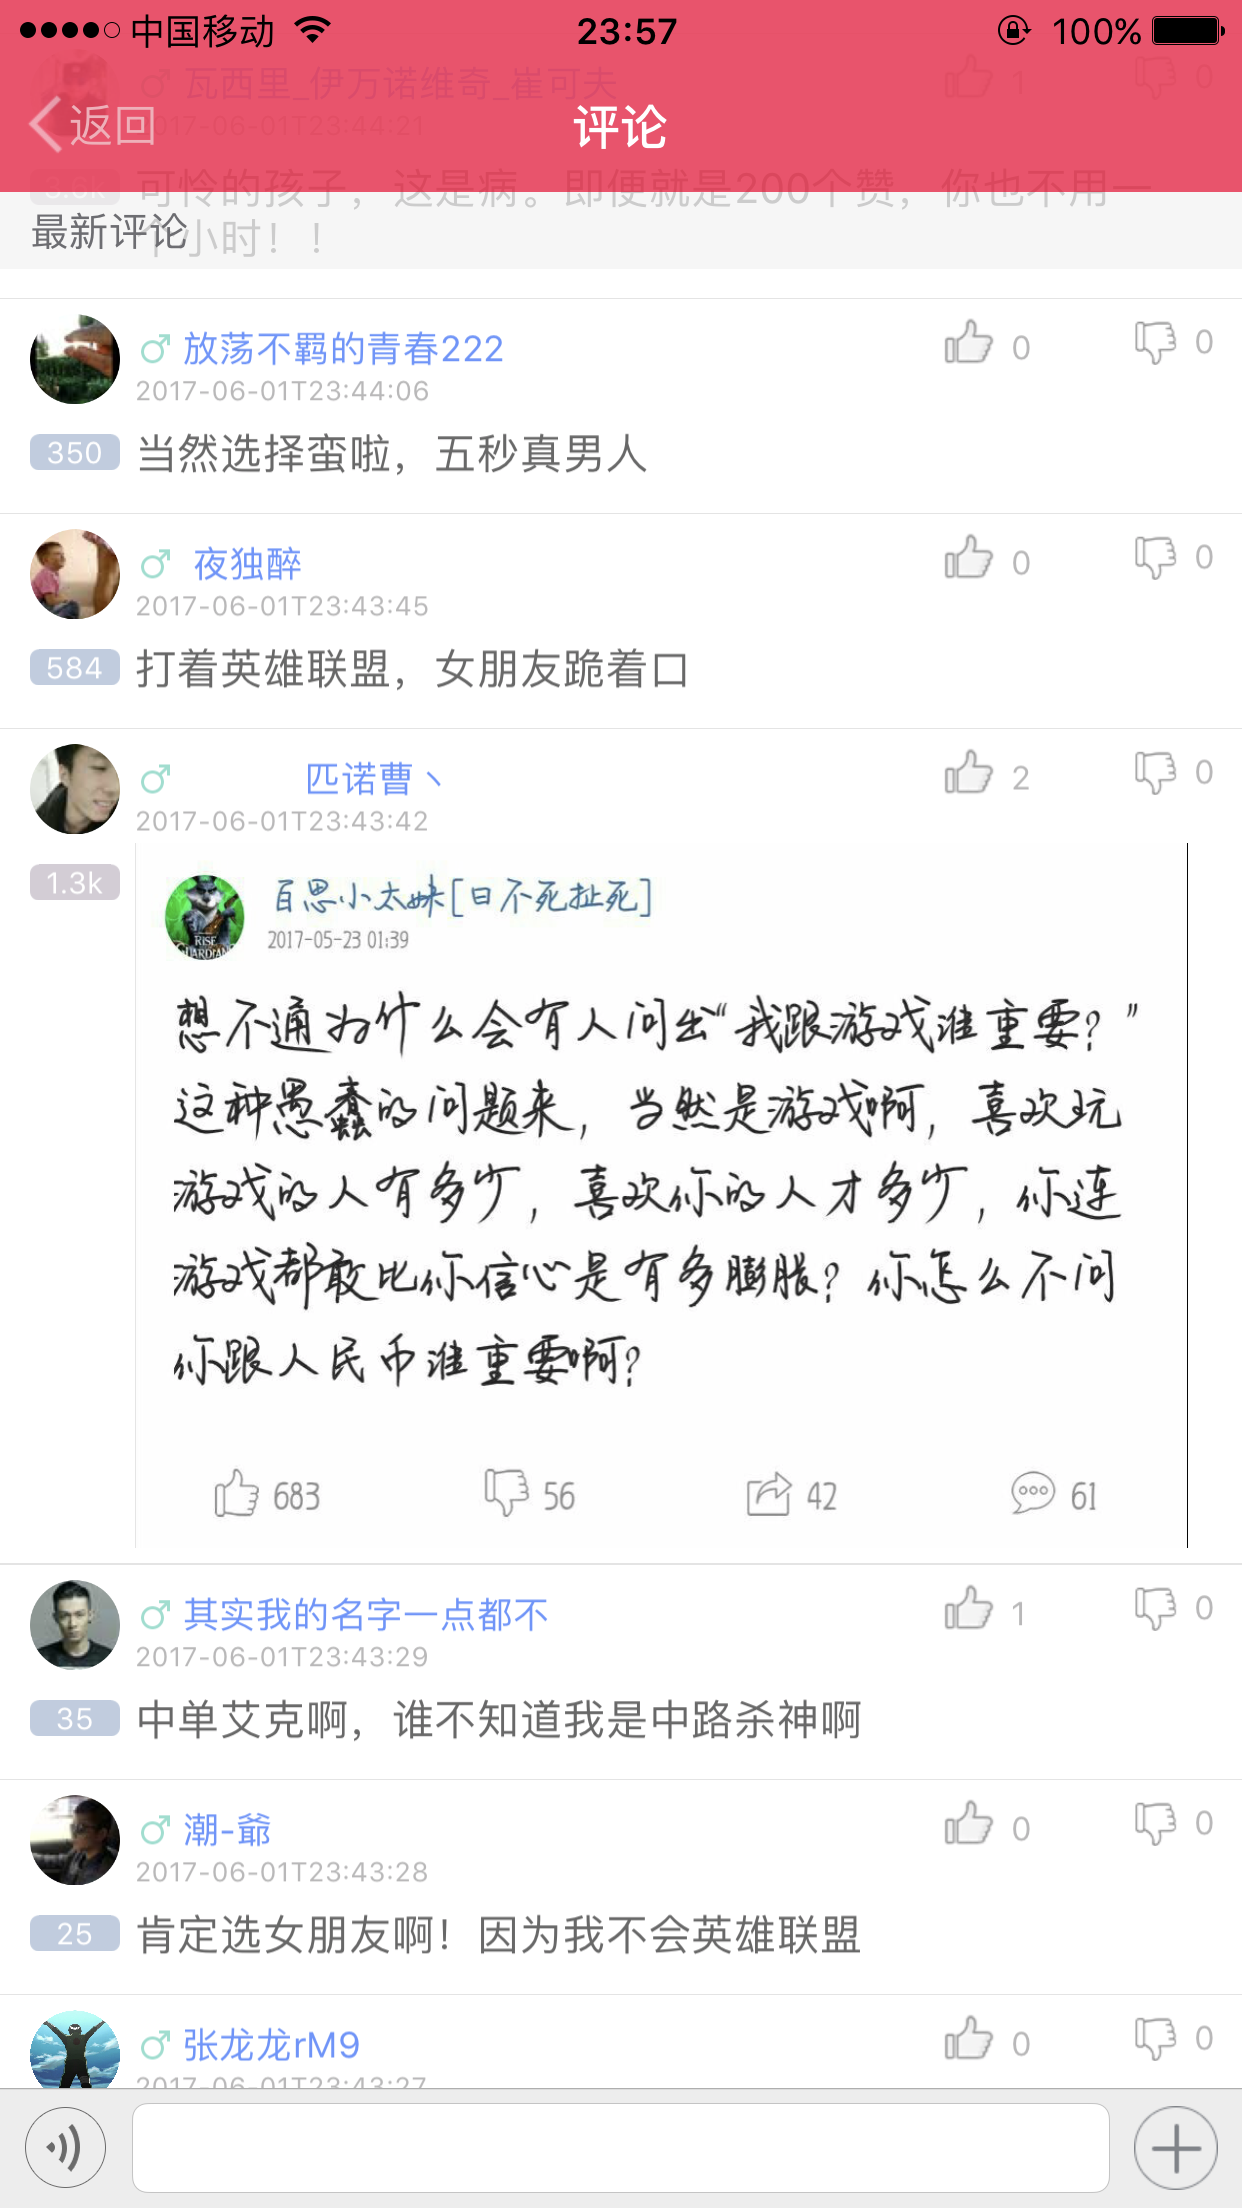 中国移动 23:57 100%
瓦西里_伊万诺维奇_崔可夫 1 0
返回 2017-06-01T23:44:21 评论
3.6k 可怜的孩子，这是病。即便就是200个赞，你也不用一
个小时！！
最新评论
放荡不羁的青春222 0 0
2017-06-01T23:44:06
350 当然选择蛮啦，五秒真男人
夜独醉 0 0
2017-06-01T23:43:45
584 打着英雄联盟，女朋友跪着口
匹诺曹丶 2 0
2017-06-01T23:43:42
1.3k
百思小太妹[日不死扯死]
2017-05-23 01:39
RISE
GUARDIANS
想不通为什么会有人问出“我跟游戏谁重要？”
这种愚蠢的问题来，当然是游戏啊，喜欢玩
游戏的人有多少，喜欢你的人才多少，你连
游戏都敢比你信心是有多膨胀？你怎么不问
你跟人民币谁重要啊？
683 56 42 61
其实我的名字一点都不 1 0
2017-06-01T23:43:29
35 中单艾克啊，谁不知道我是中路杀神啊
潮-爺 0 0
2017-06-01T23:43:28
25 肯定选女朋友啊！因为我不会英雄联盟
张龙龙rM9 0 0
2017-06-01T23:43:27